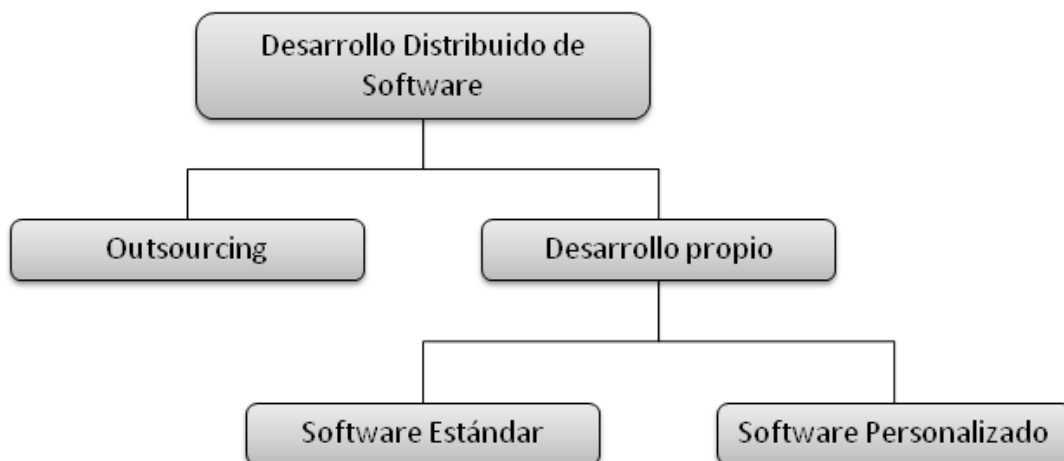 Desarrollo Distribuido de
Software
Outsourcing
Desarrollo propio
Software Estándar
Software Personalizado